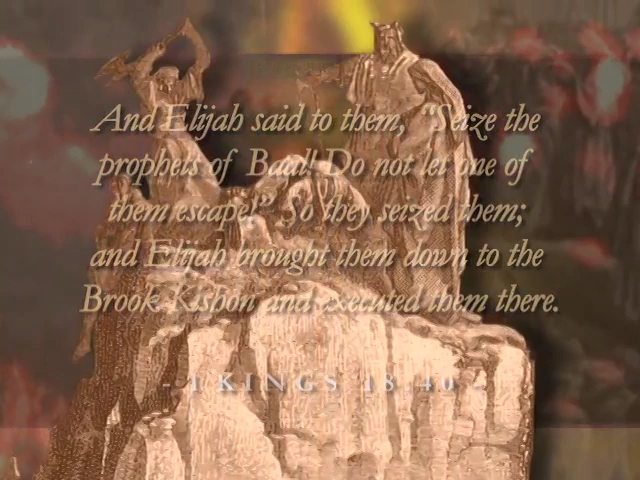 And Elijah said to them, "Seize the
prophets of Baal! Do not let one of
them escape!" So they seized them;
and Elijah brought them down to the
Brook Kishon and executed them there.
- 1 KINGS 18:40